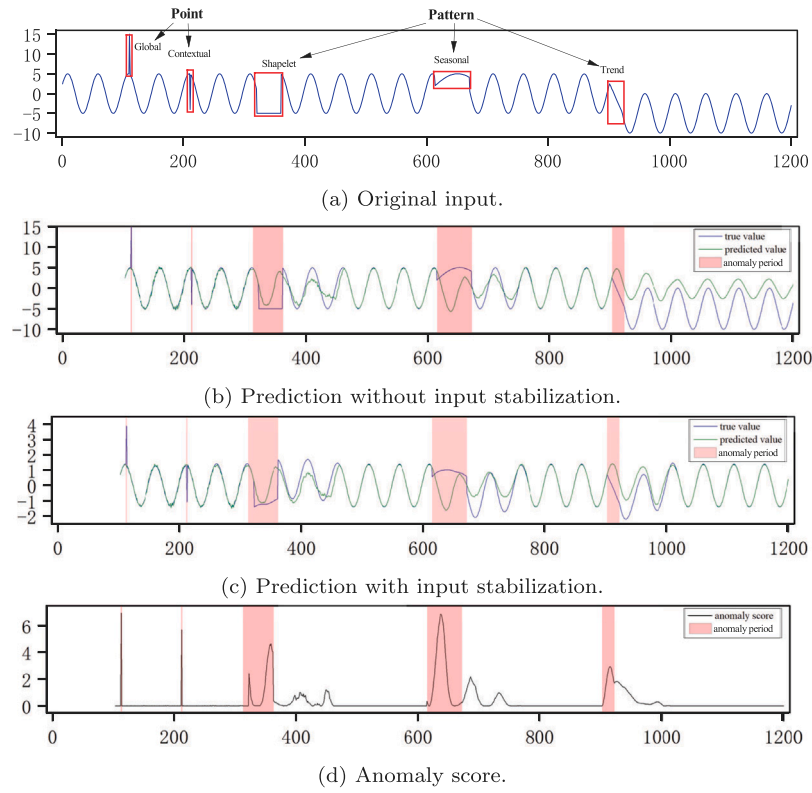 Point
Pattern
15
10
5
0
-5
-10
Global
Contextual
Shapelet
Seasonal
Trend
0
200
400
600
800
1000
1200
(a) Original input.
15
10
5
0
-5
-10
true value
predicted value
anomaly period
0
200
400
600
800
1000
1200
(b) Prediction without input stabilization.
4
3
2
1
0
-1
-2
true value
predicted value
anomaly period
0
200
400
600
800
1000
1200
(c) Prediction with input stabilization.
6
4
2
0
anomaly score
anomaly period
0
200
400
600
800
1000
1200
(d) Anomaly score.